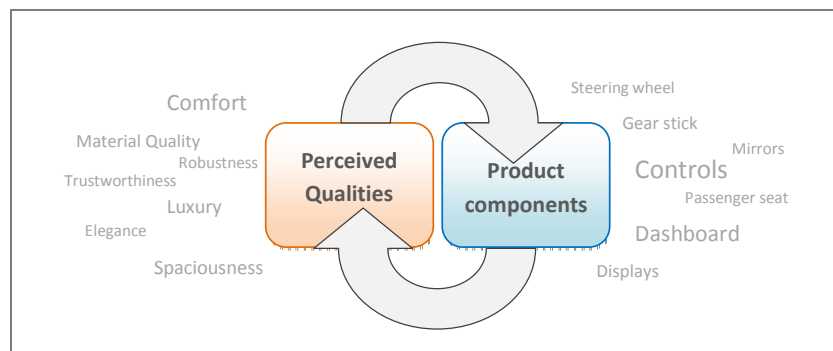 Comfort
Material Quality
Robustness
Trustworthiness
Luxury
Elegance
Spaciousness
Perceived
Qualities
Product
components
Steering wheel
Gear stick
Mirrors
Controls
Passenger seat
Dashboard
Displays